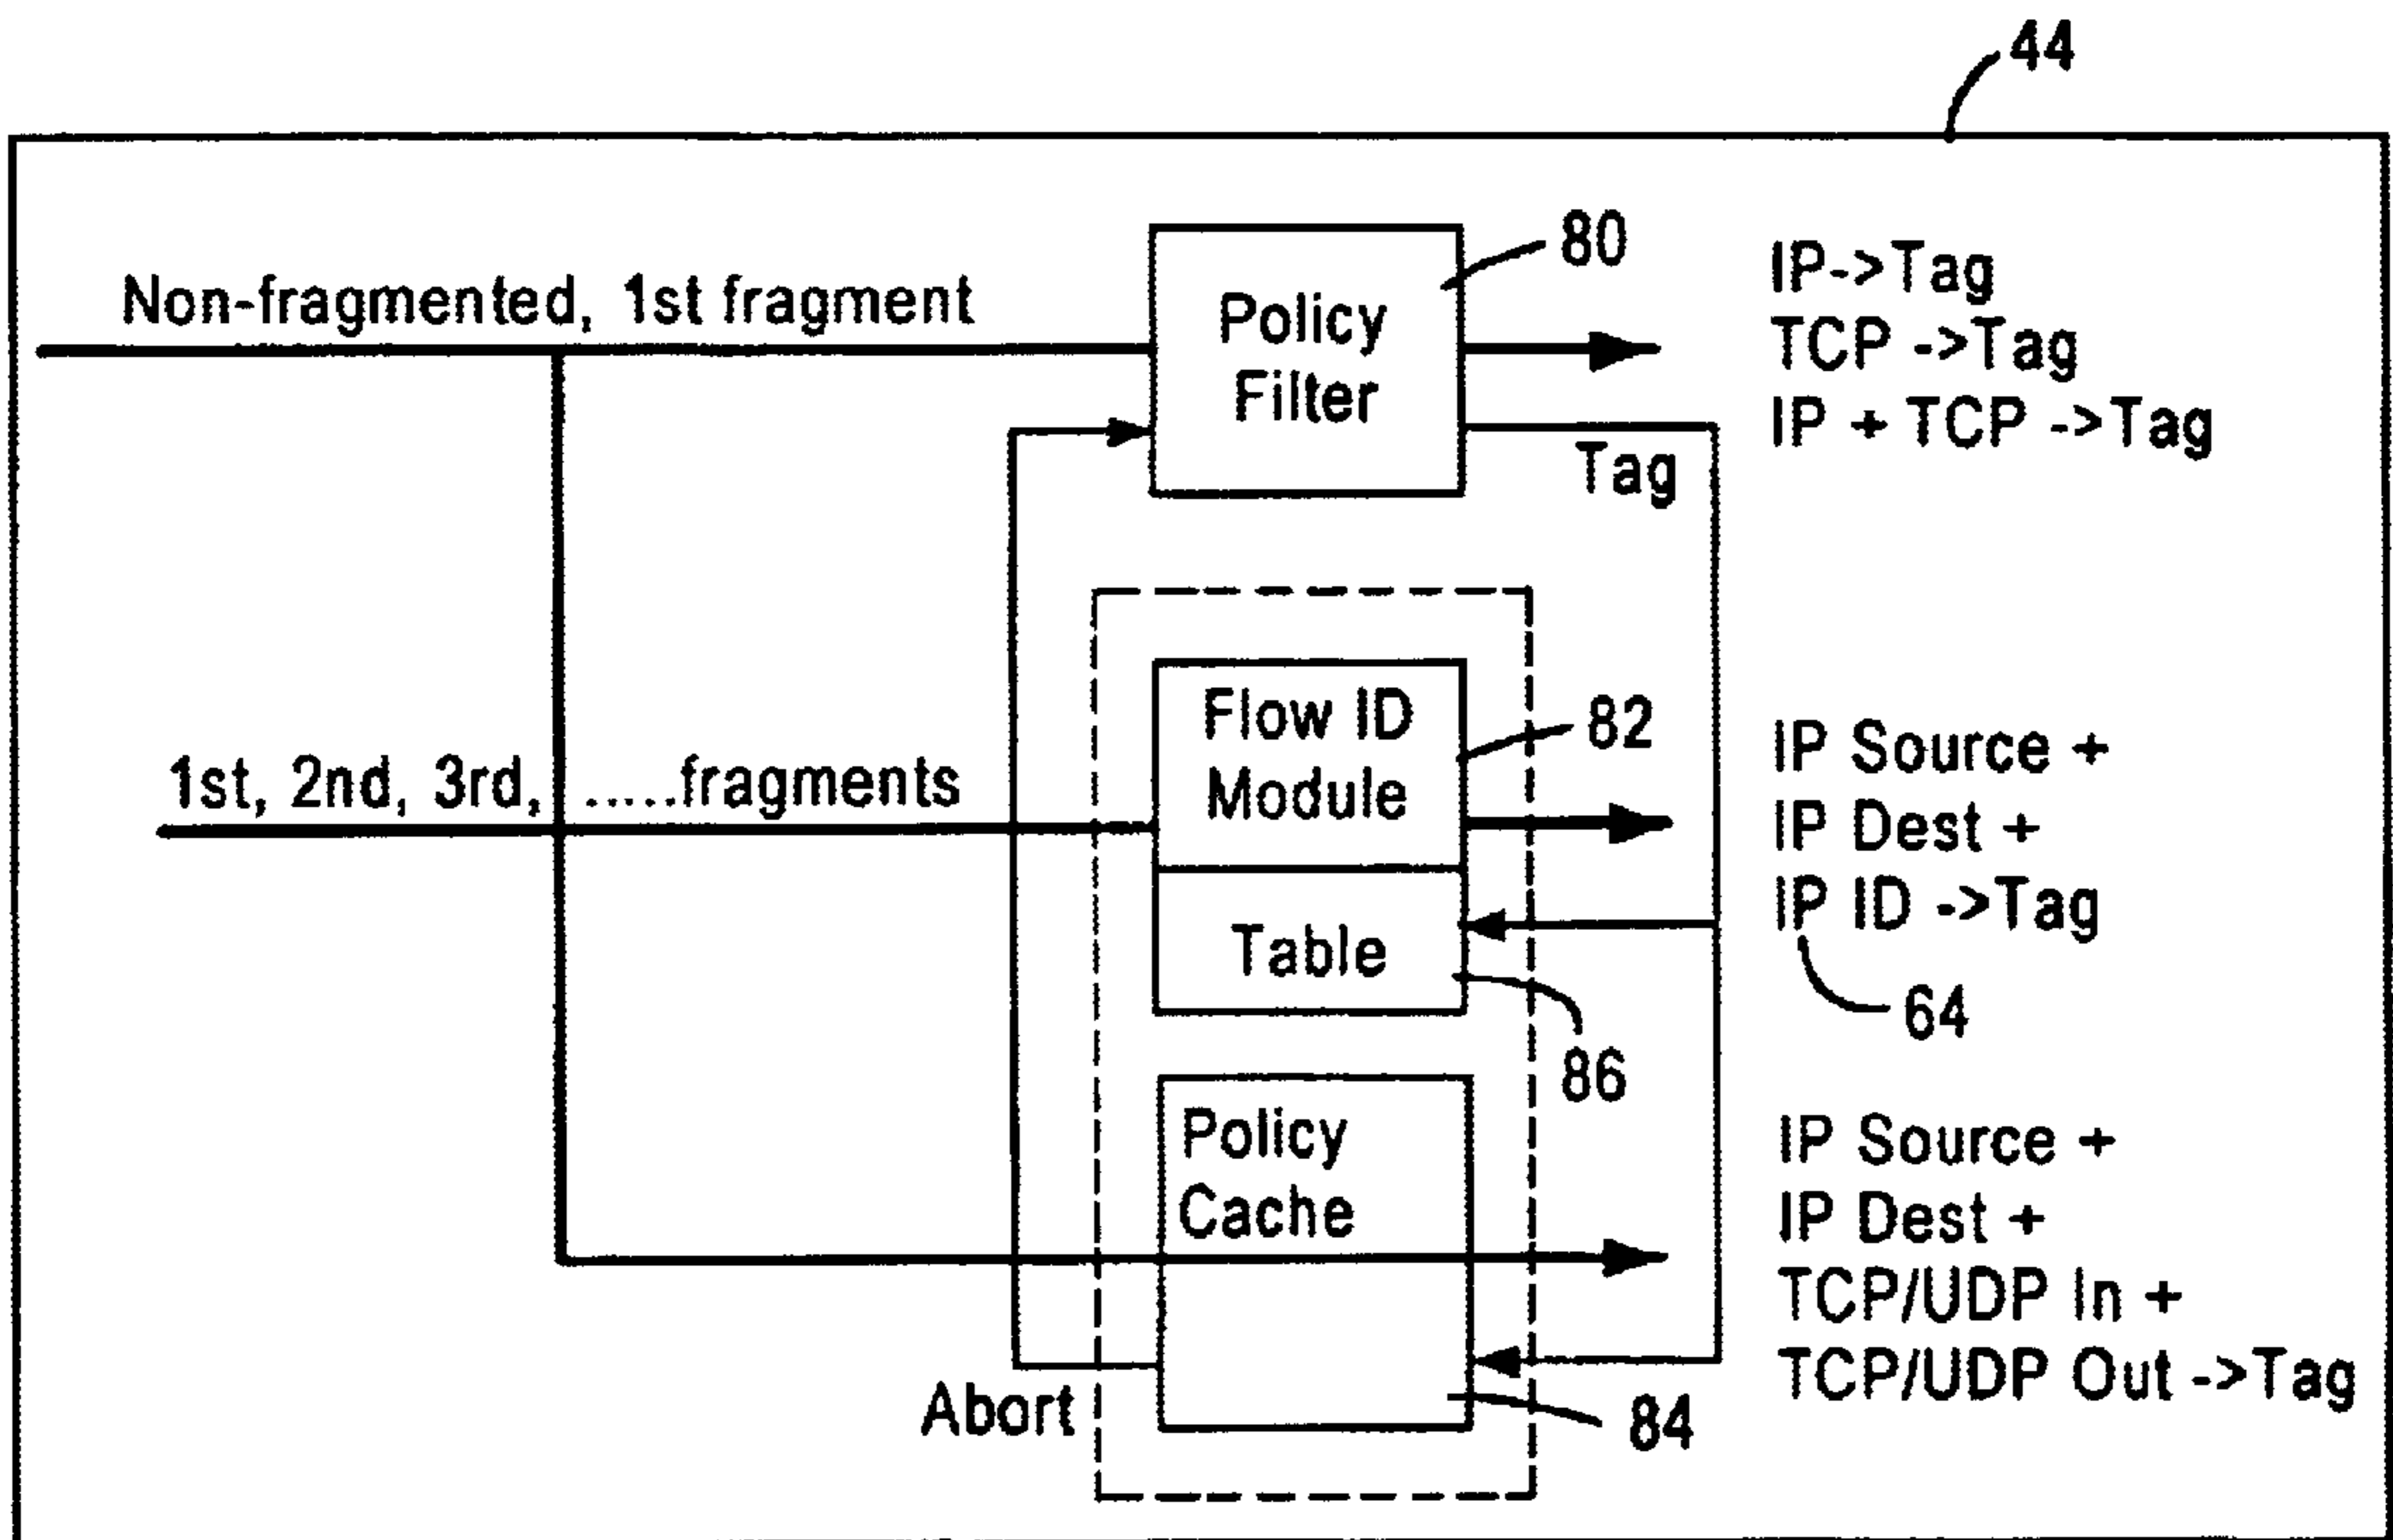 44
Non-fragmented, 1st fragment
Policy
Filter
80
IP->Tag
TCP ->Tag
IP + TCP ->Tag
Tag
1st, 2nd, 3rd, .....fragments
Flow ID
Module
82
Table
86
IP Source +
IP Dest +
IP ID ->Tag
64
Policy
Cache
84
Abort
IP Source +
IP Dest +
TCP/UDP In +
TCP/UDP Out ->Tag